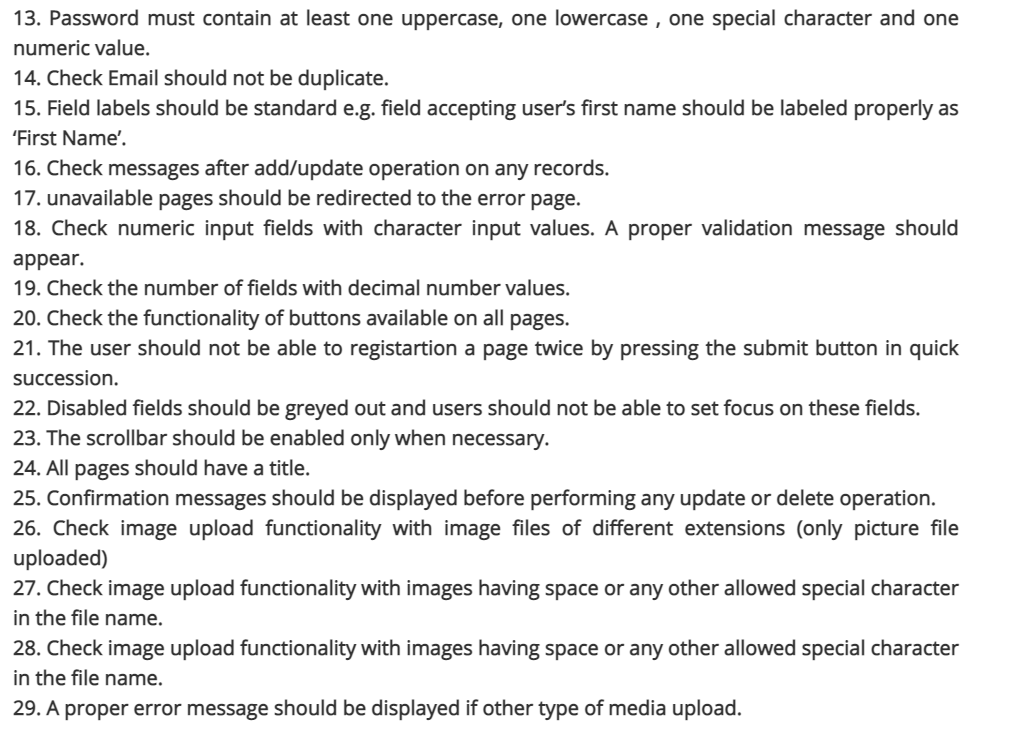 13. Password must contain at least one uppercase, one lowercase , one special character and one
numeric value.
14. Check Email should not be duplicate.
15. Field labels should be standard e.g. field accepting user’s first name should be labeled properly as
‘First Name’.
16. Check messages after add/update operation on any records.
17. unavailable pages should be redirected to the error page.
18. Check numeric input fields with character input values. A proper validation message should
appear.
19. Check the number of fields with decimal number values.
20. Check the functionality of buttons available on all pages.
21. The user should not be able to registartion a page twice by pressing the submit button in quick
succession.
22. Disabled fields should be greyed out and users should not be able to set focus on these fields.
23. The scrollbar should be enabled only when necessary.
24. All pages should have a title.
25. Confirmation messages should be displayed before performing any update or delete operation.
26. Check image upload functionality with image files of different extensions (only picture file
uploaded)
27. Check image upload functionality with images having space or any other allowed special character
in the file name.
28. Check image upload functionality with images having space or any other allowed special character
in the file name.
29. A proper error message should be displayed if other type of media upload.